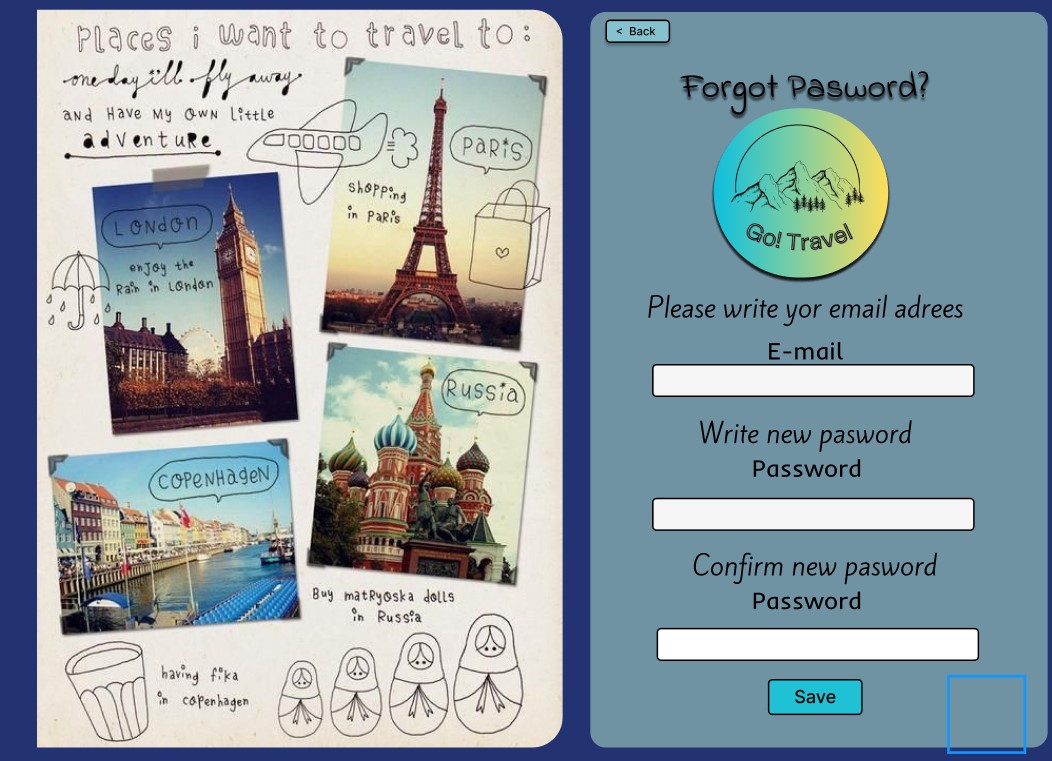 Places i want to travel to:
one day i'll fly away
and Have My Own Little
adventure
PARIS
Shopping
in Paris
LONDON
enjoy the
Rain in London
RUSSIA
COPENHAGEN
Buy matryoska dolls
in Russia
having fika
in copenhagen
< Back
Forgot Pasword?
Go! Travel
Please write yor email adrees
E-mail
Write new pasword
Password
Confirm new pasword
Password
Save